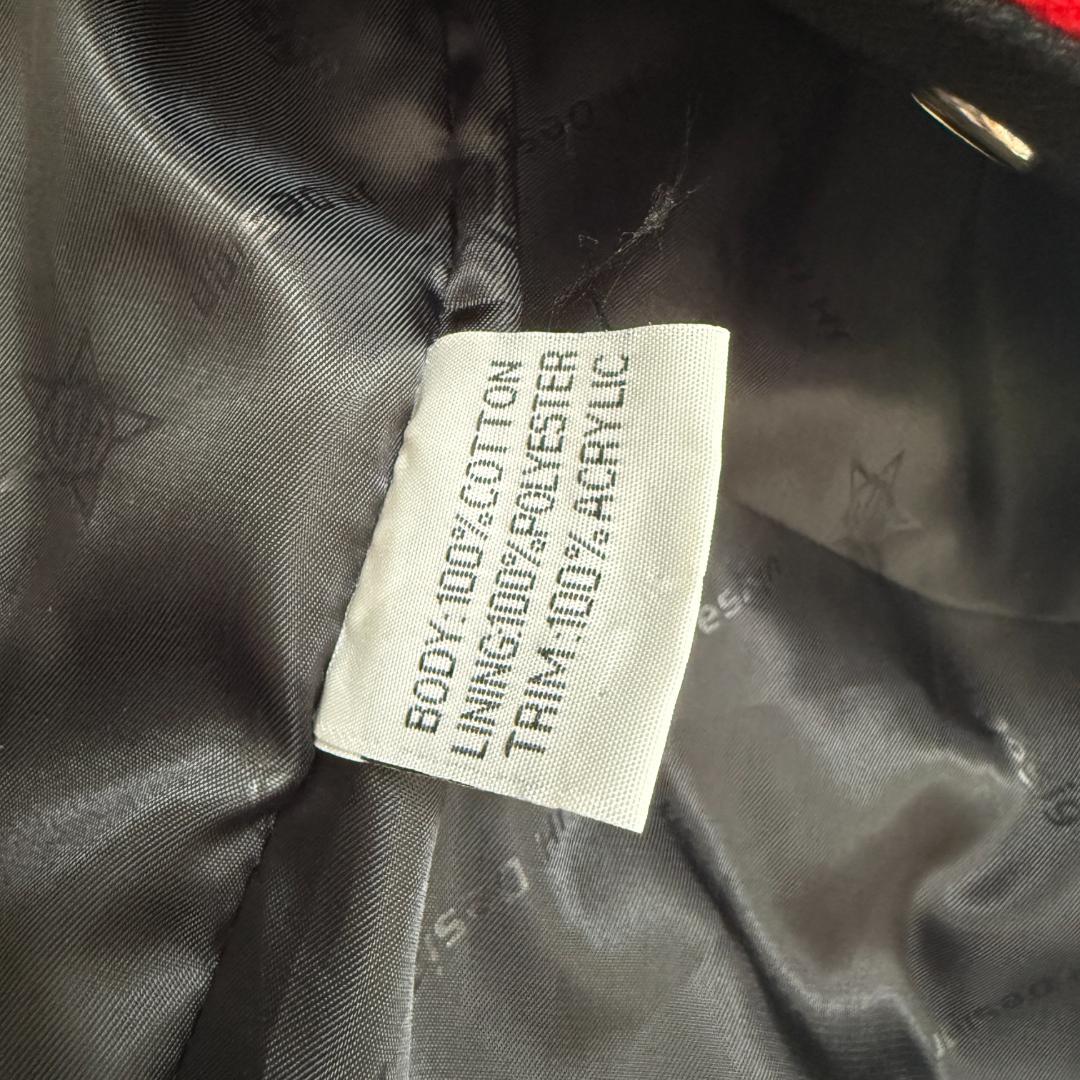 BODY:100%COTTON
LINING:100%POLYESTER
TRIM:100%ACRYLIC